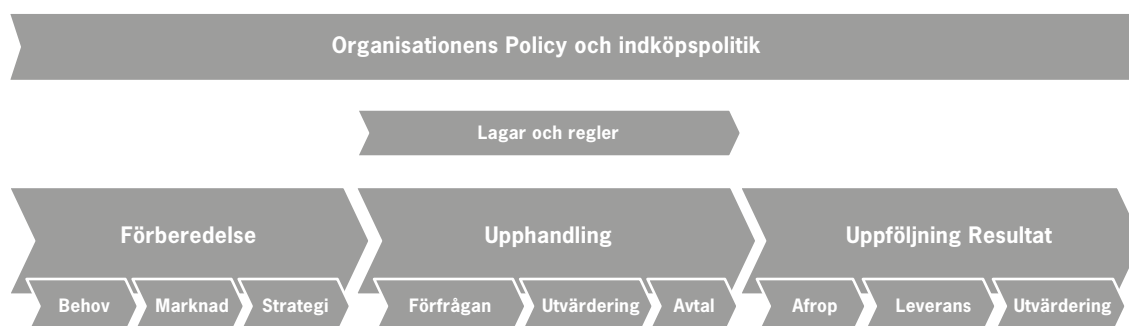 Organisationens Policy och indköpspolitik
Lagar och regler
Förberedelse
Upphandling
Uppföljning Resultat
Behov
Marknad
Strategi
Förfrågan
Utvärdering
Avtal
Afrop
Leverans
Utvärdering